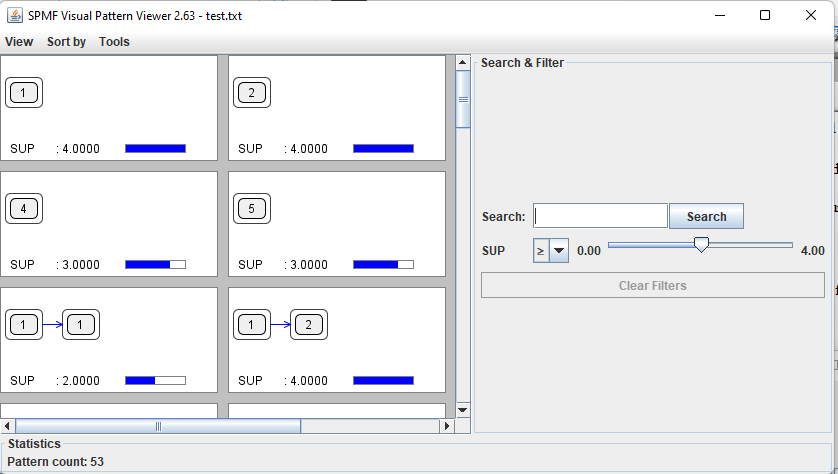 SPMF Visual Pattern Viewer 2.63 - test.txt
View Sort by Tools
1
2
SUP : 4.0000
SUP : 4.0000
4
5
SUP : 3.0000
SUP : 3.0000
1 1
1 2
SUP : 2.0000
SUP : 4.0000
Search & Filter
Search: Search
SUP ≥ 0.00 4.00
Clear Filters
Statistics
Pattern count: 53